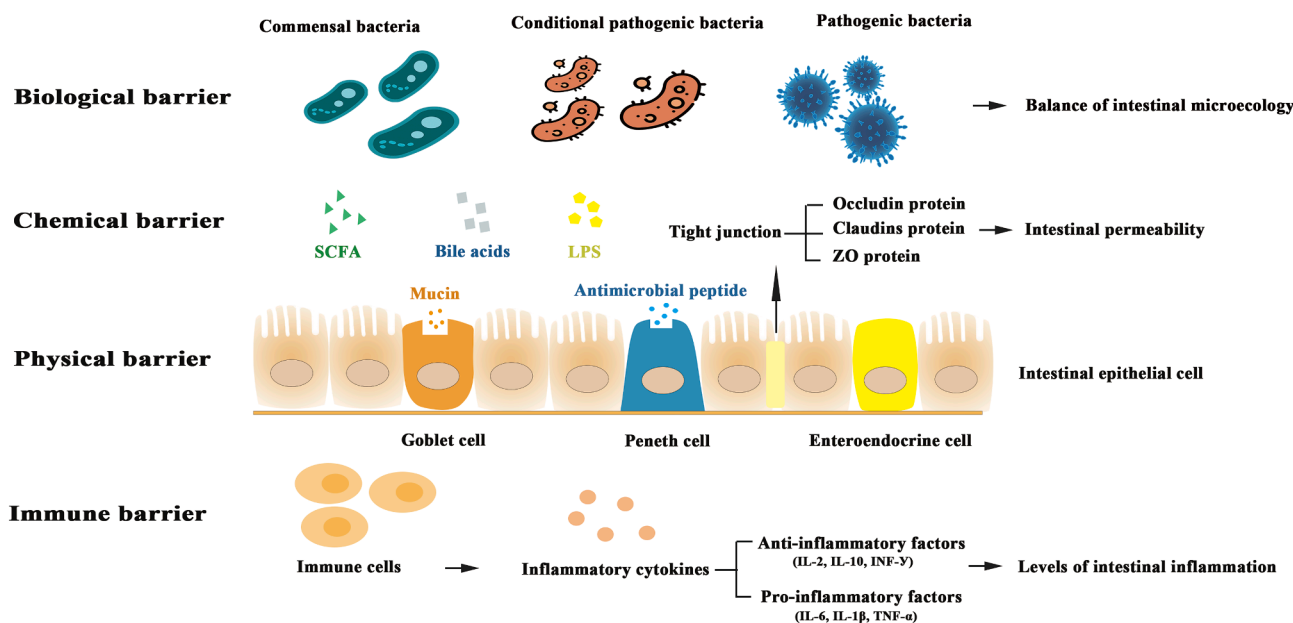 Commensal bacteria
Conditional pathogenic bacteria
Pathogenic bacteria
Biological barrier
Balance of intestinal microecology
Chemical barrier
SCFA
Bile acids
LPS
Tight junction
Occludin protein
Claudins protein
ZO protein
Intestinal permeability
Mucin
Antimicrobial peptide
Physical barrier
Intestinal epithelial cell
Goblet cell
Peneth cell
Enteroendocrine cell
Immune barrier
Immune cells
Inflammatory cytokines
Anti-inflammatory factors
(IL-2, IL-10, INF-У)
Pro-inflammatory factors
(IL-6, IL-1β, TNF-α)
Levels of intestinal inflammation